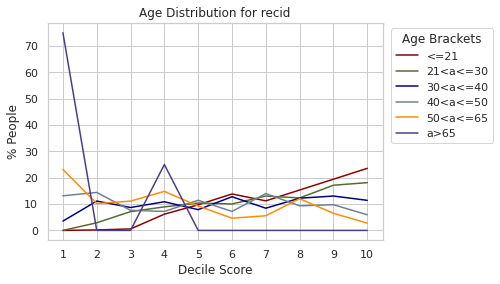 Age Distribution for recid
% People
70
60
50
40
30
20
10
0
1 2 3 4 5 6 7 8 9 10
Decile Score
Age Brackets
<=21
21<a<=30
30<a<=40
40<a<=50
50<a<=65
a>65